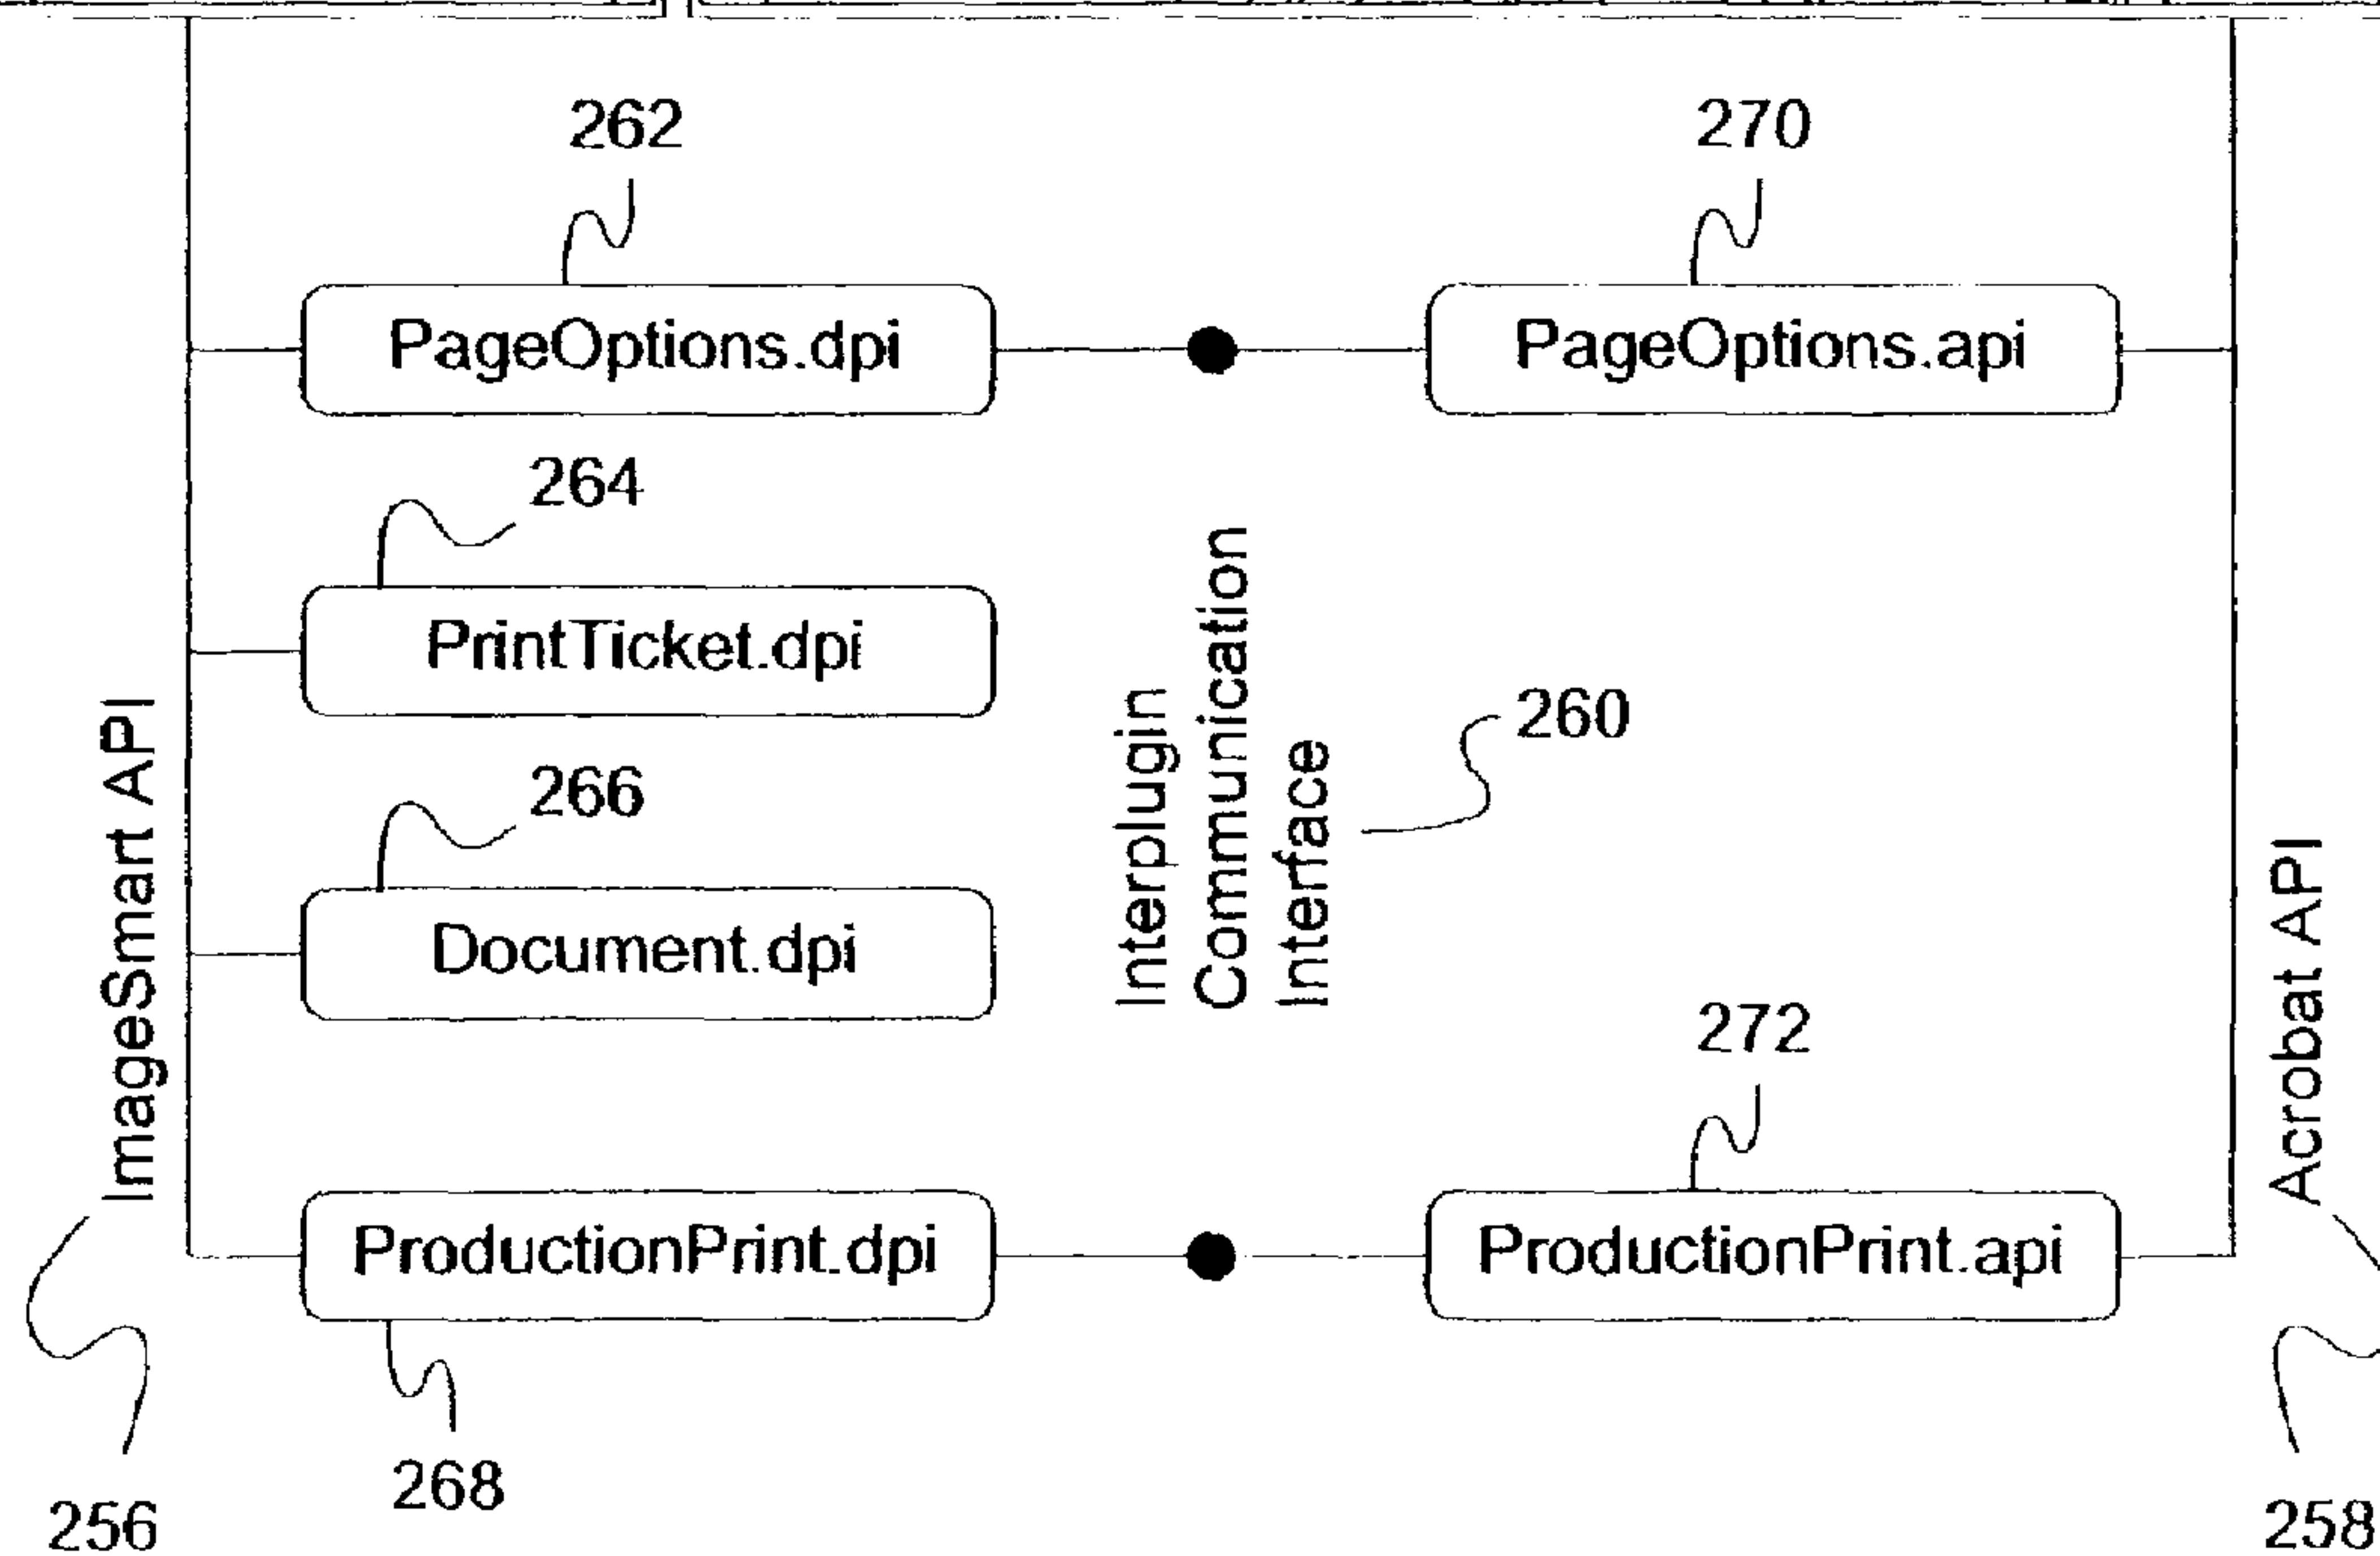 262
270
PageOptions.dpi
PageOptions.api
264
PrintTicket.dpi
Interplugin
Communication
Interface
260
ImageSmart API
266
Document.dpi
Acrobat API
272
ProductionPrint.dpi
ProductionPrint.api
268
256
258